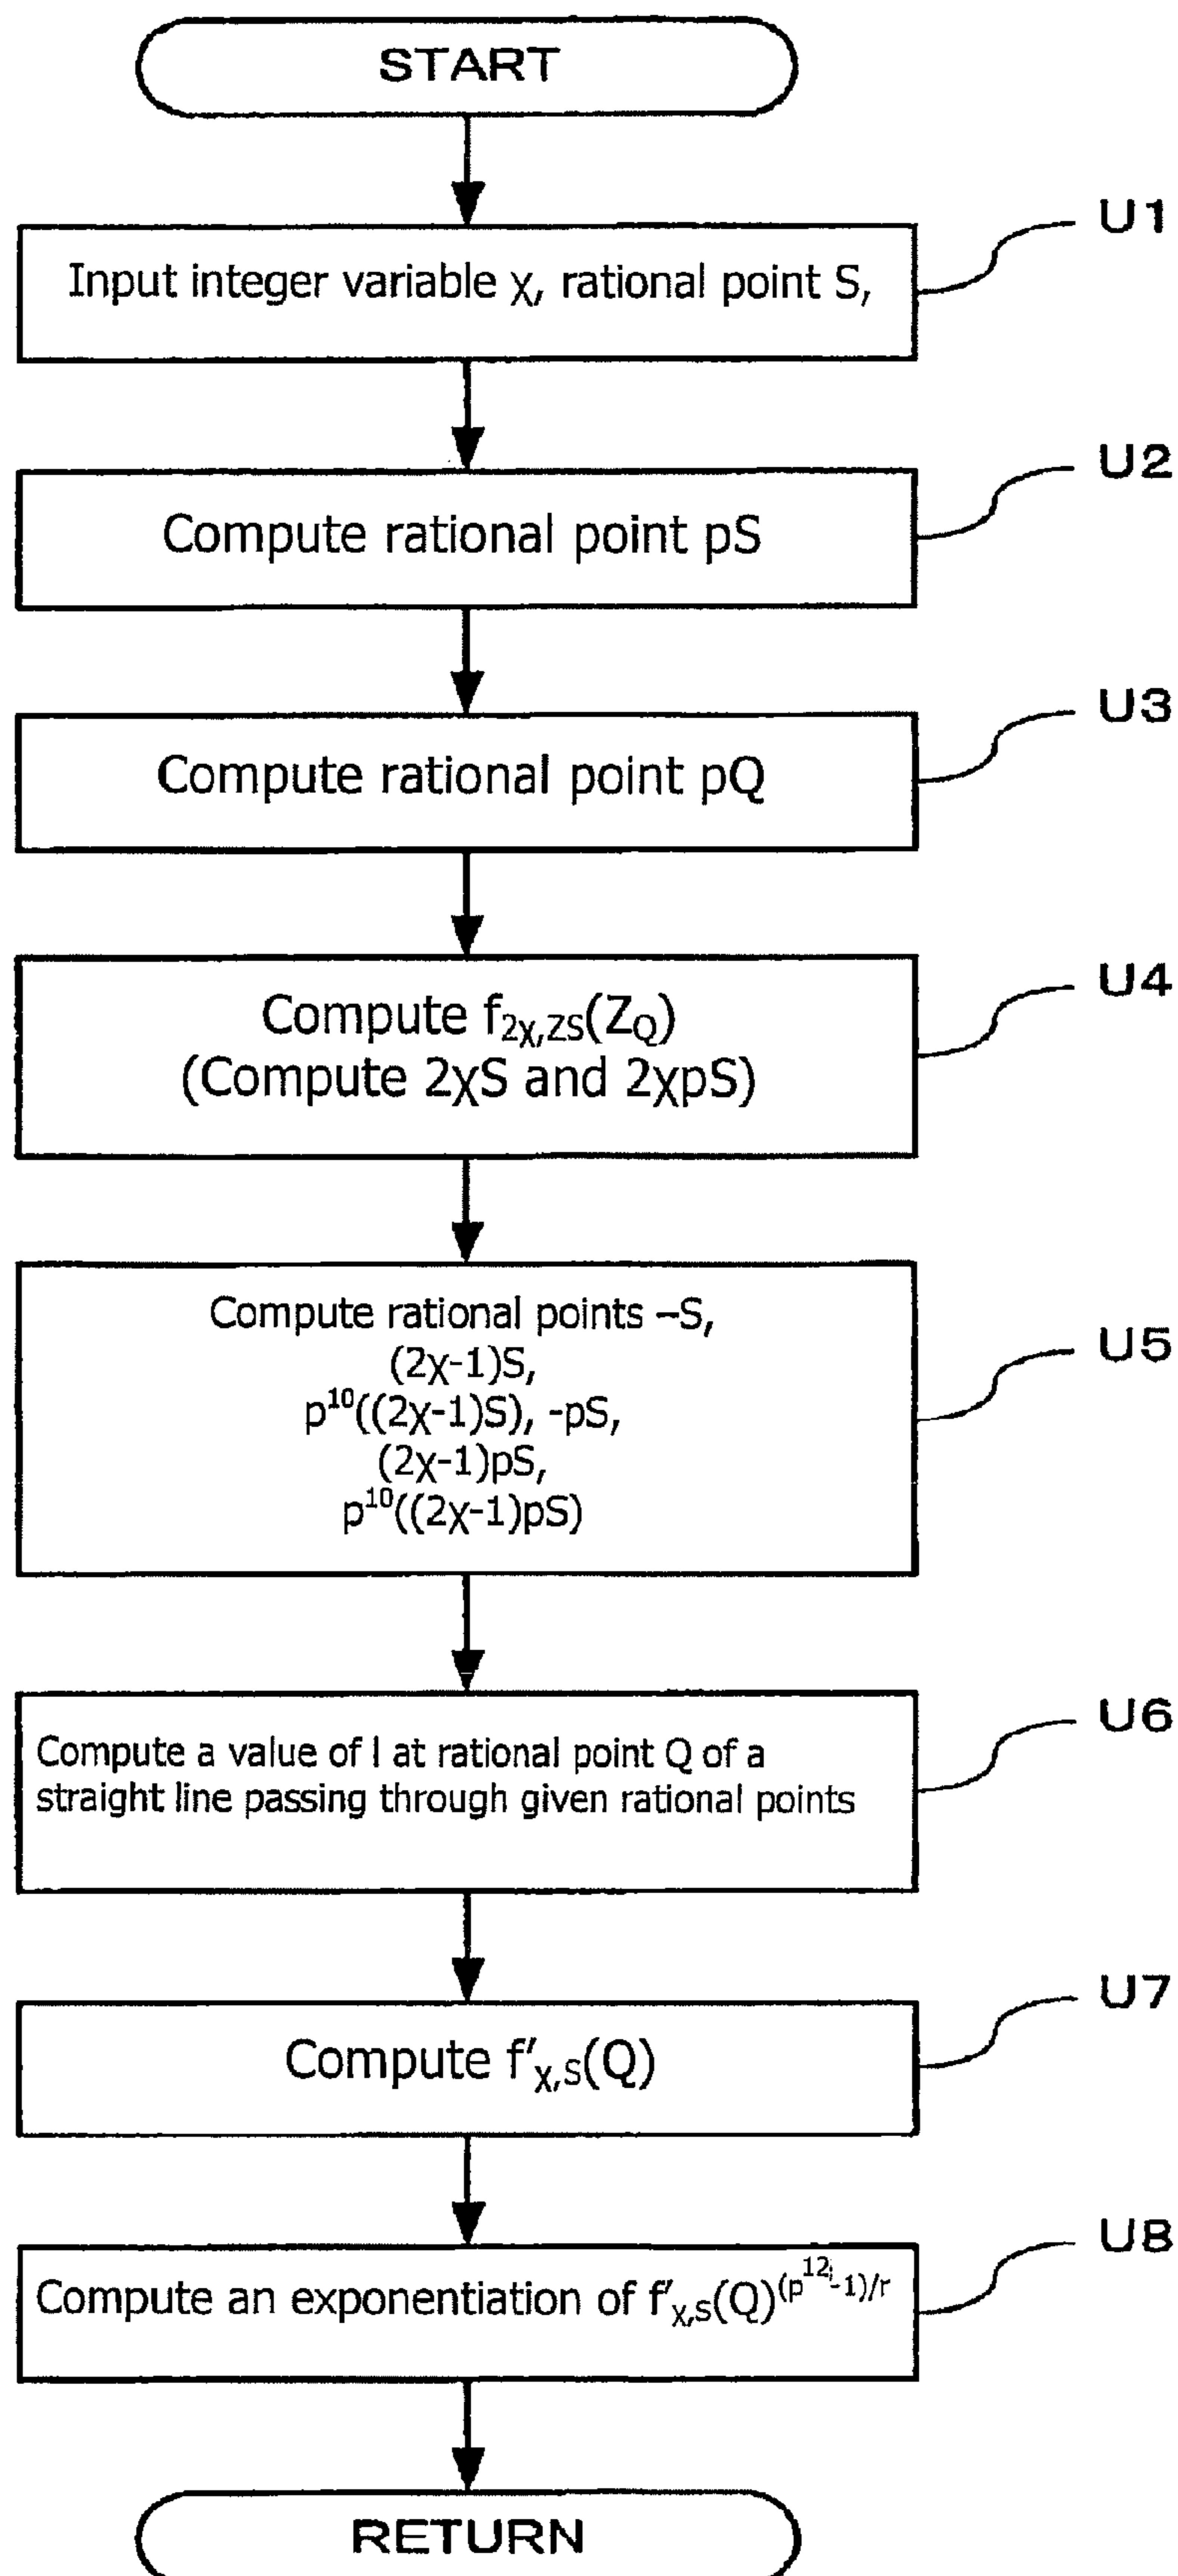 START
U1
Input integer variable χ, rational point S,
U2
Compute rational point pS
U3
Compute rational point pQ
U4
Compute f2χ,ZS(ZQ)
(Compute 2χS and 2χpS)
U5
Compute rational points –S,
(2χ-1)S,
p¹⁰((2χ-1)S), -pS,
(2χ-1)pS,
p¹⁰((2χ-1)pS)
U6
Compute a value of l at rational point Q of a
straight line passing through given rational points
U7
Compute f'χ,S(Q)
U8
Compute an exponentiation of f'χ,S(Q)^(p¹²-1)/r
RETURN